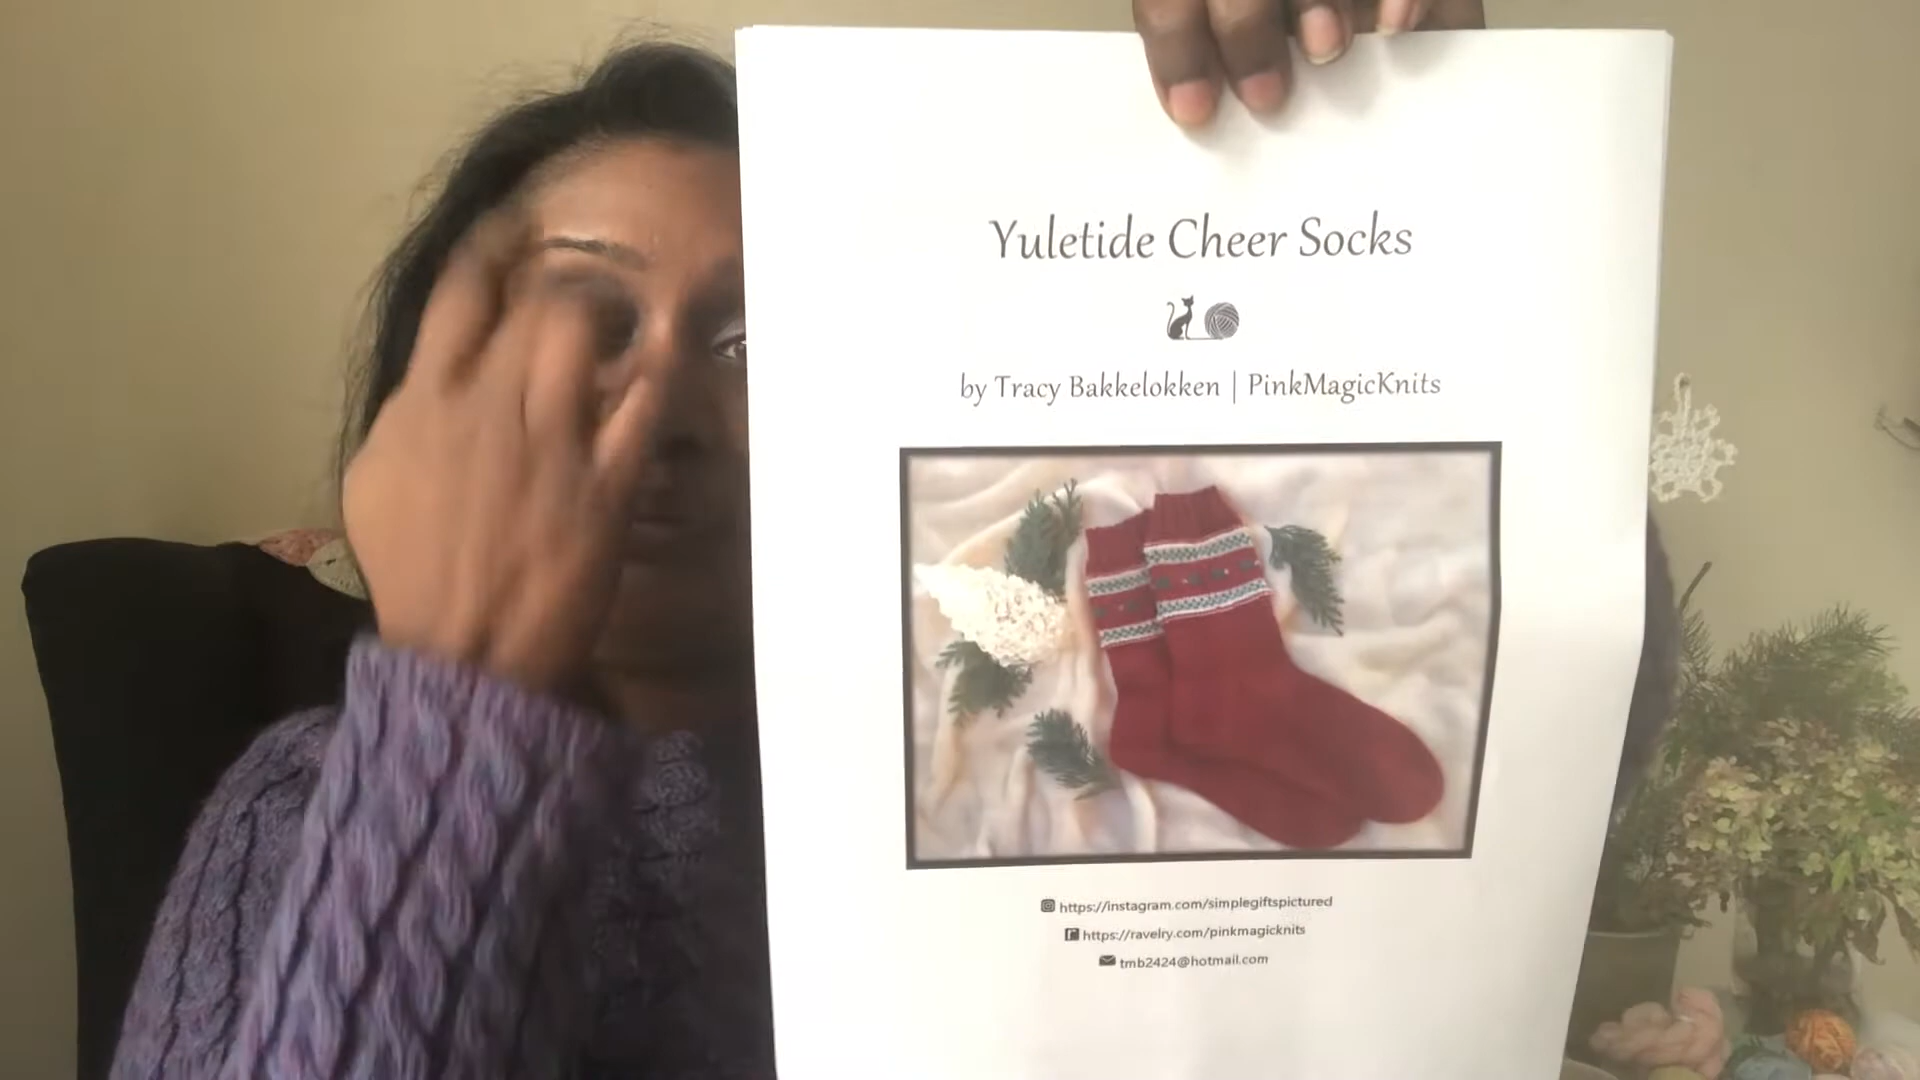 Yuletide Cheer Socks
by Tracy Bakkelokken | PinkMagicKnits
https://instagram.com/simplegiftspictured
https://ravelry.com/pinkmagicknits
tmb2424@hotmail.com